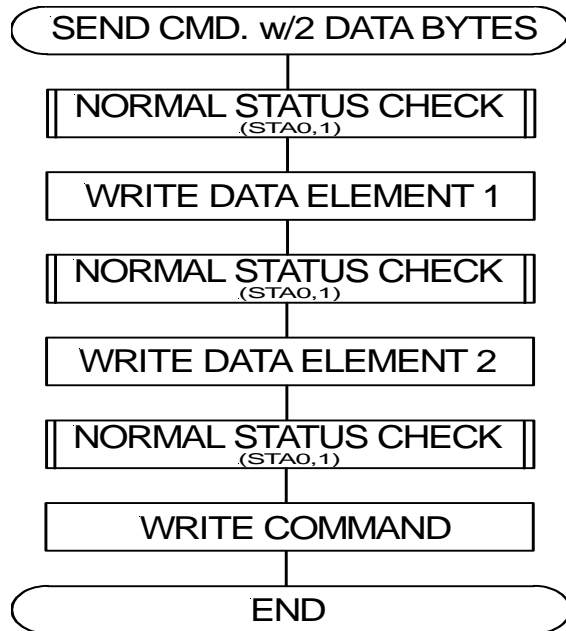 SEND CMD. w/2 DATA BYTES
NORMAL STATUS CHECK
(STA0,1)
WRITE DATA ELEMENT 1
NORMAL STATUS CHECK
(STA0,1)
WRITE DATA ELEMENT 2
NORMAL STATUS CHECK
(STA0,1)
WRITE COMMAND
END